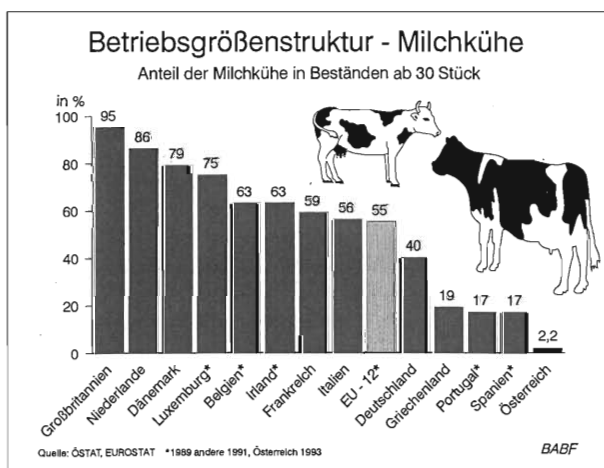 Betriebsgrößenstruktur - Milchkühe
Anteil der Milchkühe in Beständen ab 30 Stück
in %
100
80
60
40
20
0
95
86
79
75
63
63
59
56
55
40
19
17
17
2,2
Großbritannien
Niederlande
Dänemark
Luxemburg*
Belgien*
Irland*
Frankreich
Italien
EU - 12*
Deutschland
Griechenland
Portugal*
Spanien*
Österreich
Quelle: ÖSTAT, EUROSTAT *1989 andere 1991, Österreich 1993
BABF